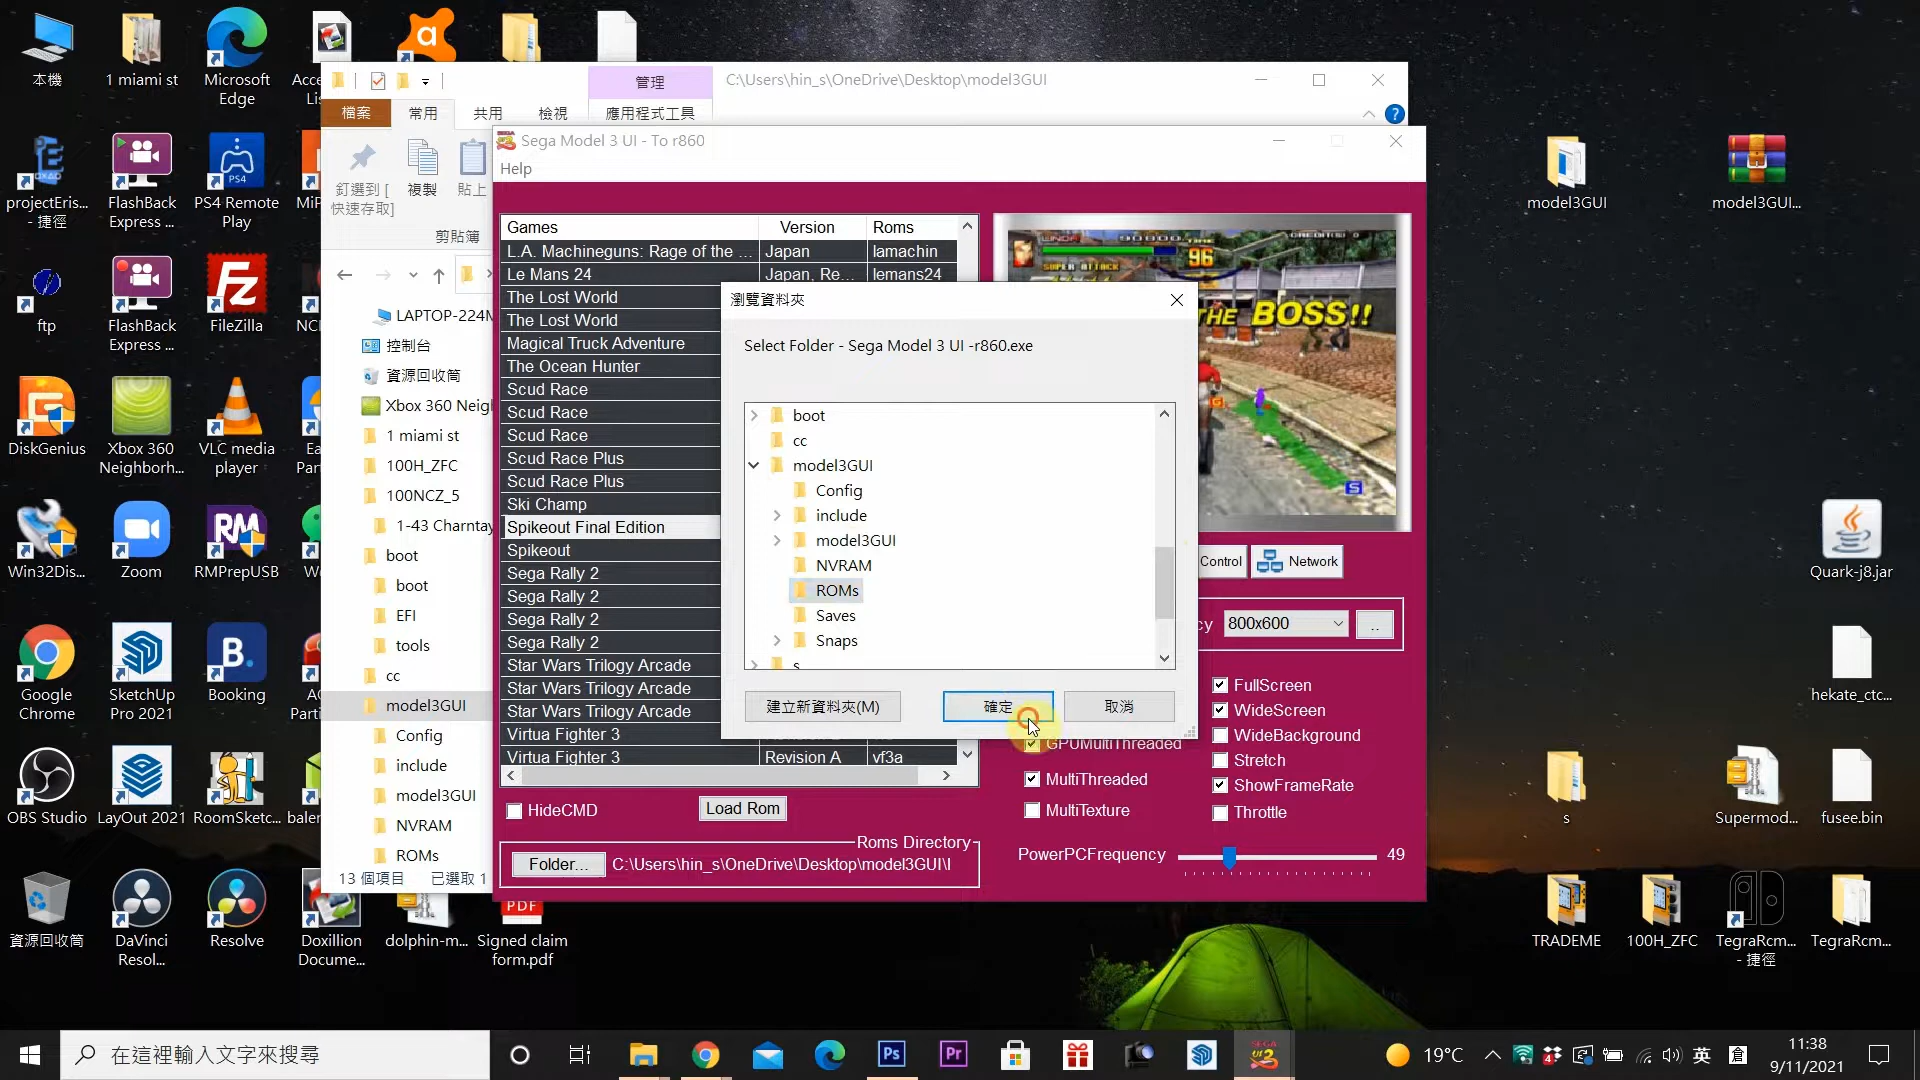 本機
1 miami st
Microsoft
Edge
projectEris...
- 捷徑
FlashBack
Express ...
PS4 Remote
Play
ftp
FlashBack
Express ...
FileZilla
DiskGenius
Xbox 360
Neighborh...
VLC media
player
Win32Dis...
Zoom
RMPrepUSB
Google
Chrome
SketchUp
Pro 2021
Booking
OBS Studio
LayOut 2021
RoomSketc...
資源回收筒
DaVinci
Resol...
Resolve
Doxillion
Docume...
dolphin-m...
PDF
Signed claim
form.pdf
管理
C:\Users\hin_s\OneDrive\Desktop\model3GUI
檔案
常用
共用
檢視
應用程式工具
釘選到 [
快速存取]
複製
貼上
剪貼簿
控制台
資源回收筒
Xbox 360 Neig
1 miami st
100H_ZFC
100NCZ_5
1-43 Charntay
boot
boot
EFI
tools
cc
model3GUI
Config
include
model3GUI
NVRAM
ROMs
13 個項目
已選取 1
Sega Model 3 UI - To r860
Help
Games Version Roms
L.A. Machineguns: Rage of the ... Japan lamachin
Le Mans 24 Japan, Re... lemans24
The Lost World
The Lost World
Magical Truck Adventure
The Ocean Hunter
Scud Race
Scud Race
Scud Race
Scud Race Plus
Scud Race Plus
Ski Champ
Spikeout Final Edition
Spikeout
Sega Rally 2
Sega Rally 2
Sega Rally 2
Sega Rally 2
Star Wars Trilogy Arcade
Star Wars Trilogy Arcade
Star Wars Trilogy Arcade
Virtua Fighter 3
Virtua Fighter 3 Revision A vf3a
HideCMD
Load Rom
Roms Directory
Folder...
C:\Users\hin_s\OneDrive\Desktop\model3GUI\I
瀏覽資料夾
Select Folder - Sega Model 3 UI -r860.exe
boot
cc
model3GUI
Config
include
model3GUI
NVRAM
ROMs
Saves
Snaps
s
建立新資料夾(M)
確定
取消
SUPER ATTACK
96
THE BOSS!!
S
Control
Network
cy
800x600
..
FullScreen
WideScreen
WideBackground
Stretch
ShowFrameRate
Throttle
GPUMultiThreaded
MultiThreaded
MultiTexture
PowerPCFrequency
49
model3GUI
model3GUI...
Quark-j8.jar
hekate_ctc...
s
Supermod...
fusee.bin
TRADEME
100H_ZFC
TegraRcm...
- 捷徑
TegraRcm...
在這裡輸入文字來搜尋
Ps
Pr
19°C
英
倉
11:38
9/11/2021